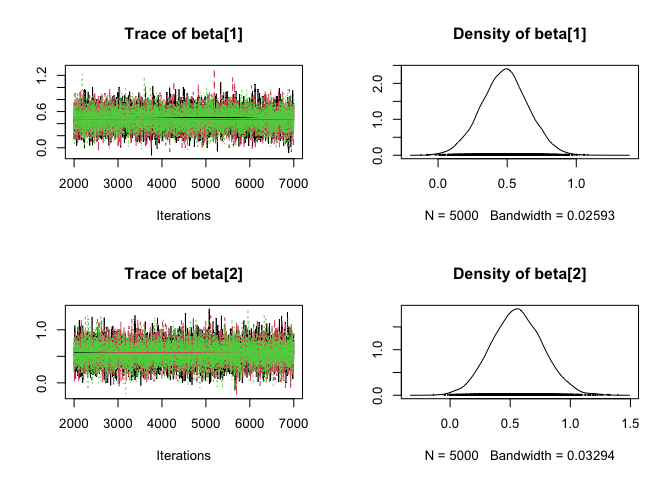 Trace of beta[1]
0.0 0.6 1.2
2000 3000 4000 5000 6000 7000
Iterations
Density of beta[1]
0.0 1.0 2.0
0.0 0.5 1.0
N = 5000 Bandwidth = 0.02593
Trace of beta[2]
0.0 1.0
2000 3000 4000 5000 6000 7000
Iterations
Density of beta[2]
0.0 1.0
0.0 0.5 1.0 1.5
N = 5000 Bandwidth = 0.03294